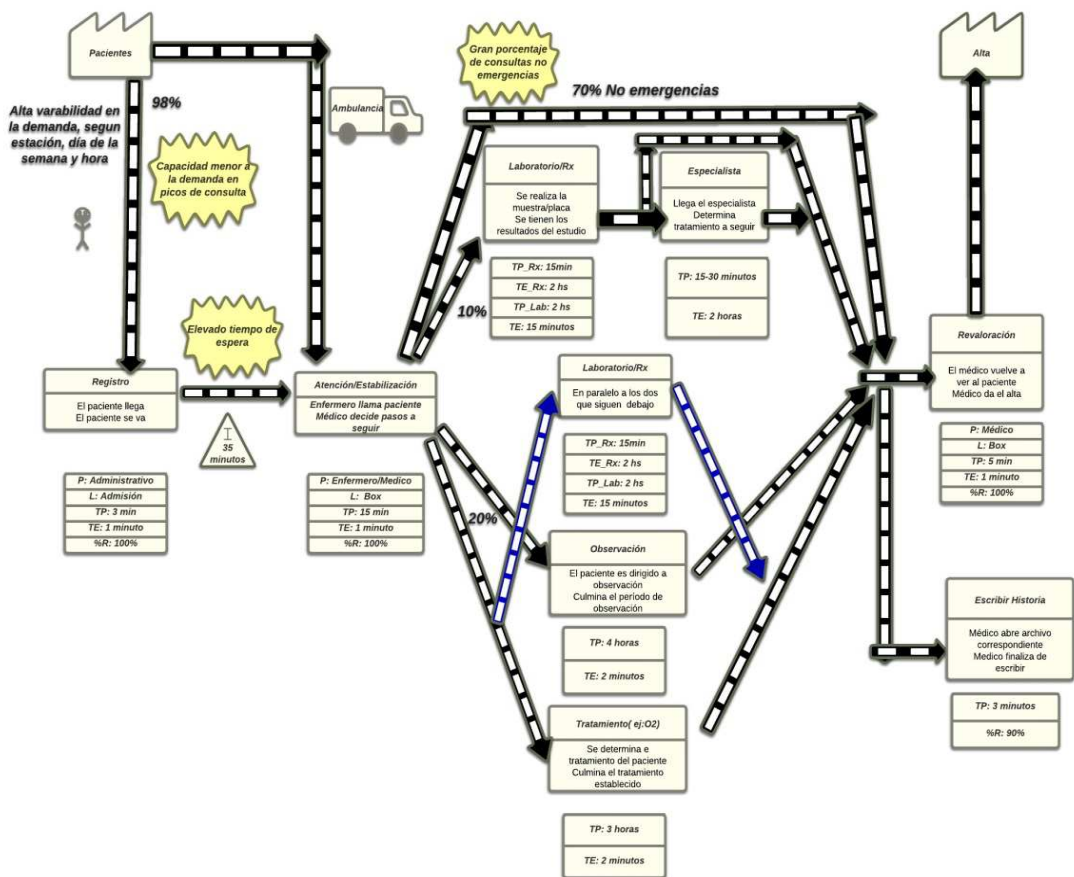 Pacientes
98%
Alta varabilidad en
la demanda, segun
estación, día de la
semana y hora
Capacidad menor a
la demanda en
picos de consulta
Ambulancia
Gran porcentaje
de consultas no
emergencias
70% No emergencias
Alta
Laboratorio/Rx
Se realiza la
muestra/placa
Se tienen los
resultados del estudio
TP_Rx: 15min
TE_Rx: 2 hs
TP_Lab: 2 hs
TE: 15 minutos
Especialista
Llega el especialista
Determina
tratamiento a seguir
TP: 15-30 minutos
TE: 2 horas
10%
Elevado tiempo de
espera
Registro
El paciente llega
El paciente se va
I
35
minutos
P: Administrativo
L: Admisión
TP: 3 min
TE: 1 minuto
%R: 100%
Atención/Estabilización
Enfermero llama paciente
Médico decide pasos a
seguir
P: Enfermero/Medico
L: Box
TP: 15 min
TE: 1 minuto
%R: 100%
Laboratorio/Rx
En paralelo a los dos
que siguen debajo
TP_Rx: 15min
TE_Rx: 2 hs
TP_Lab: 2 hs
TE: 15 minutos
20%
Observación
El paciente es dirigido a
observación
Culmina el período de
observación
TP: 4 horas
TE: 2 minutos
Tratamiento( ej:O2)
Se determina e
tratamiento del paciente
Culmina el tratamiento
establecido
TP: 3 horas
TE: 2 minutos
Revaloración
El médico vuelve a
ver al paciente
Médico da el alta
P: Médico
L: Box
TP: 5 min
TE: 1 minuto
%R: 100%
Escribir Historia
Médico abre archivo
correspondiente
Medico finaliza de
escribir
TP: 3 minutos
%R: 90%